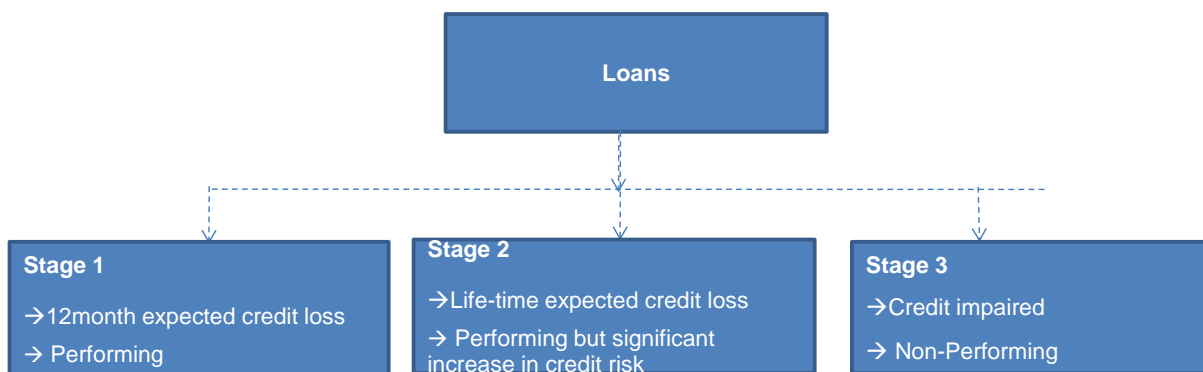 Loans
Stage 1
→12month expected credit loss
→ Performing
Stage 2
→Life-time expected credit loss
→ Performing but significant
increase in credit risk
Stage 3
→Credit impaired
→ Non-Performing